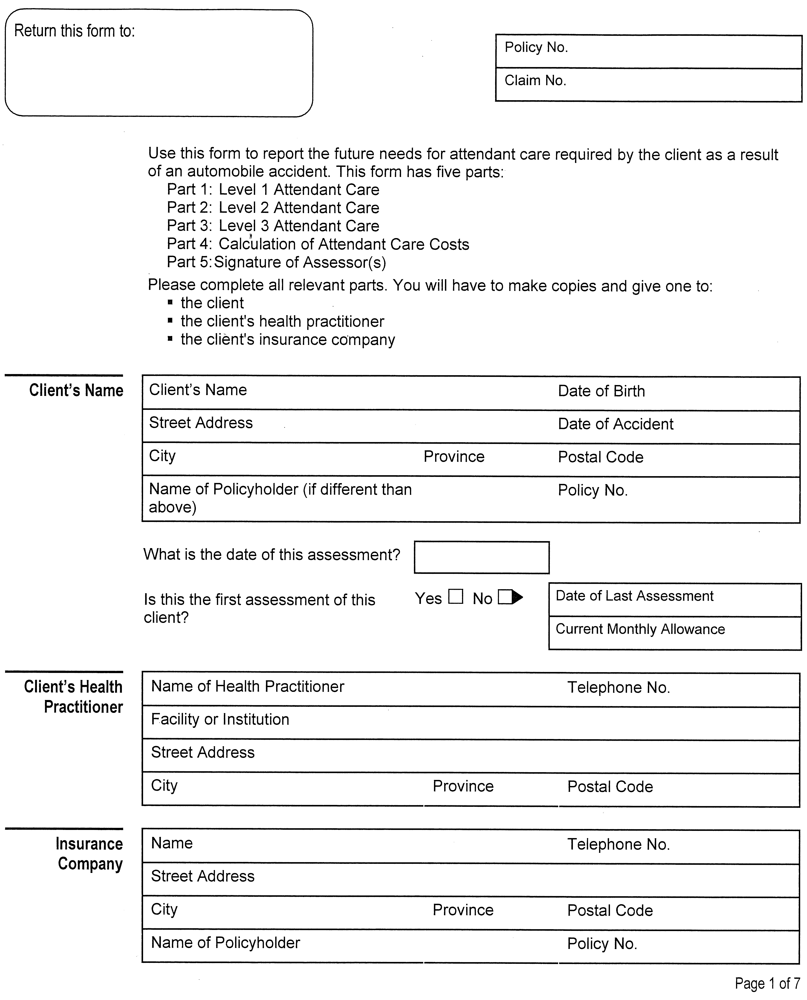 Return this form to:
Policy No.
Claim No.
Use this form to report the future needs for attendant care required by the client as a result
of an automobile accident. This form has five parts:
Part 1: Level 1 Attendant Care
Part 2: Level 2 Attendant Care
Part 3: Level 3 Attendant Care
Part 4: Calculation of Attendant Care Costs
Part 5: Signature of Assessor(s)
Please complete all relevant parts. You will have to make copies and give one to:
▪ the client
▪ the client's health practitioner
▪ the client's insurance company
Client's Name
Client's Name Date of Birth
Street Address Date of Accident
City Province Postal Code
Name of Policyholder (if different than Policy No.
above)
What is the date of this assessment?
Is this the first assessment of this Yes No
client?
Date of Last Assessment
Current Monthly Allowance
Client's Health
Practitioner
Name of Health Practitioner Telephone No.
Facility or Institution
Street Address
City Province Postal Code
Insurance
Company
Name Telephone No.
Street Address
City Province Postal Code
Name of Policyholder Policy No.
Page 1 of 7